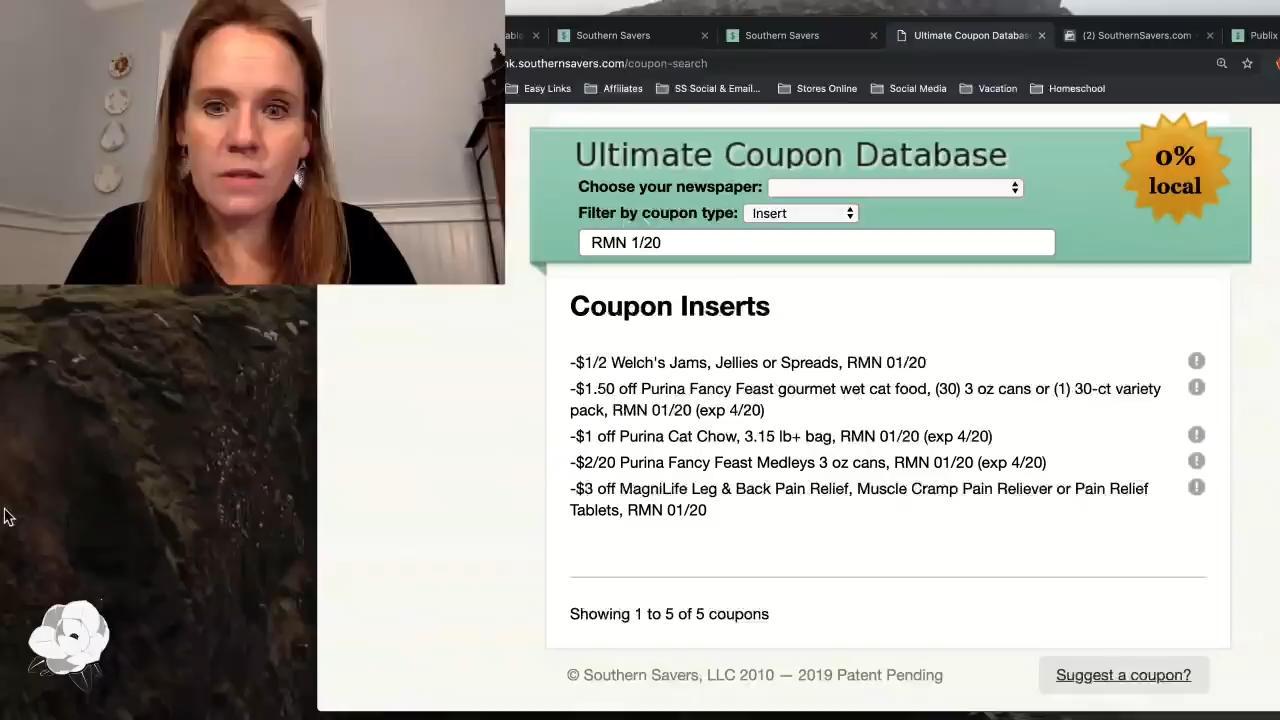 Southern Savers
Southern Savers
Ultimate Coupon Databas
(2) SouthernSavers.com
Publix
nk.southernsavers.com/coupon-search
Easy Links
Affiliates
SS Social & Email...
Stores Online
Social Media
Vacation
Homeschool
Ultimate Coupon Database
0%
local
Choose your newspaper:
Filter by coupon type: Insert
RMN 1/20
Coupon Inserts
-$1/2 Welch's Jams, Jellies or Spreads, RMN 01/20
-$1.50 off Purina Fancy Feast gourmet wet cat food, (30) 3 oz cans or (1) 30-ct variety
pack, RMN 01/20 (exp 4/20)
-$1 off Purina Cat Chow, 3.15 lb+ bag, RMN 01/20 (exp 4/20)
-$2/20 Purina Fancy Feast Medleys 3 oz cans, RMN 01/20 (exp 4/20)
-$3 off MagniLife Leg & Back Pain Relief, Muscle Cramp Pain Reliever or Pain Relief
Tablets, RMN 01/20
Showing 1 to 5 of 5 coupons
© Southern Savers, LLC 2010 — 2019 Patent Pending
Suggest a coupon?